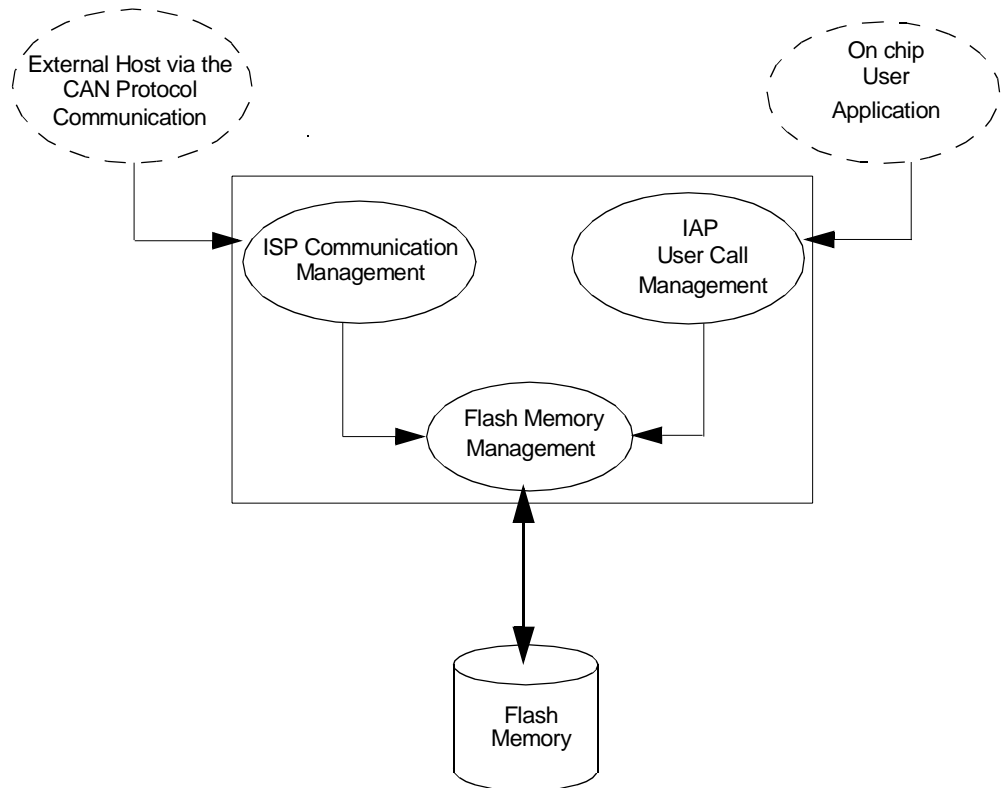 External Host via the
CAN Protocol
Communication
On chip
User
Application
ISP Communication
Management
IAP
User Call
Management
Flash Memory
Management
Flash
Memory